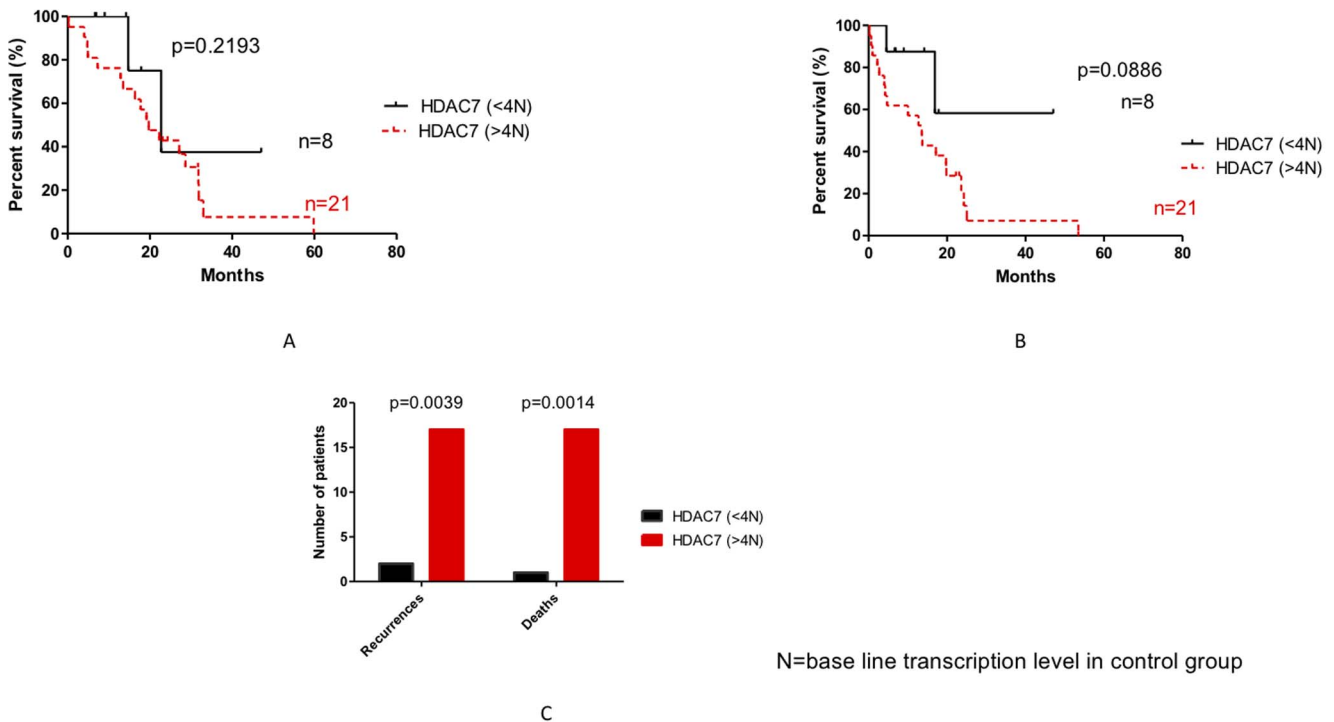 100
80
60
40
20
0
Percent survival (%)
p=0.2193
HDAC7 (<4N)
HDAC7 (>4N)
n=8
n=21
0 20 40 60 80
Months
A
100
80
60
40
20
0
Percent survival (%)
p=0.0886
n=8
HDAC7 (<4N)
HDAC7 (>4N)
n=21
0 20 40 60 80
Months
B
20
15
10
5
0
Number of patients
p=0.0039 p=0.0014
HDAC7 (<4N)
HDAC7 (>4N)
Recurrences Deaths
N=base line transcription level in control group
C